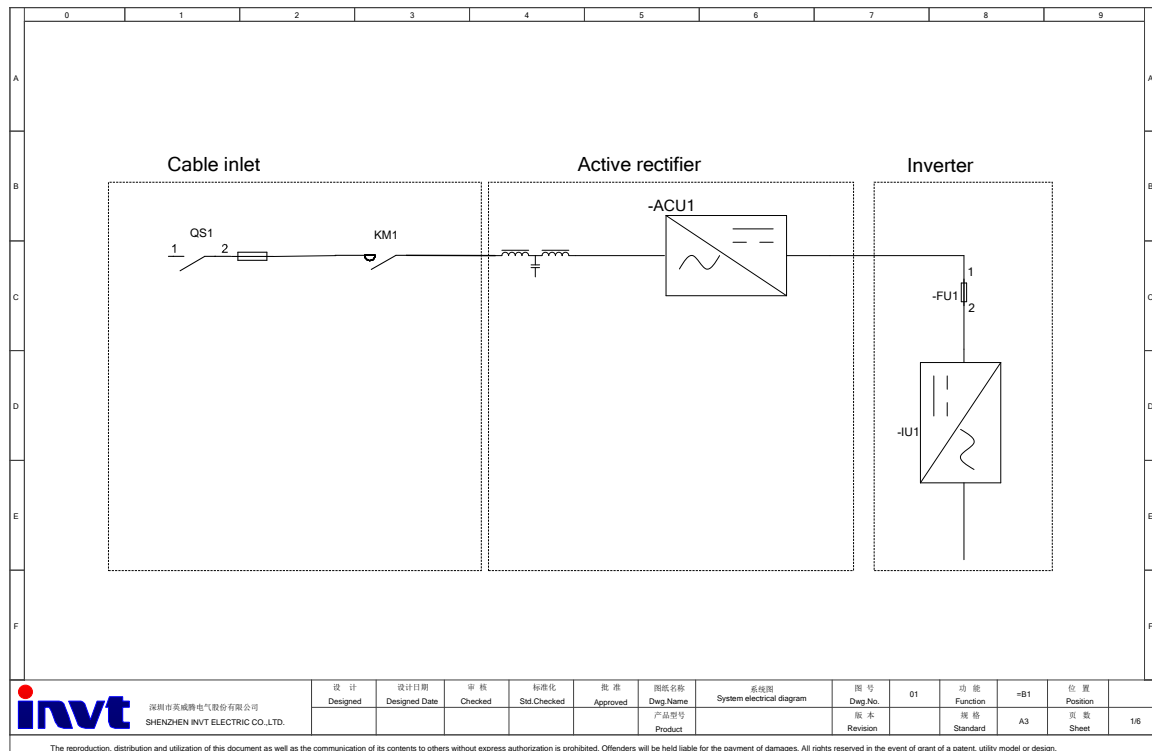 0 1 2 3 4 5 6 7 8 9
A A
Cable inlet Active rectifier Inverter
B B
-ACU1
QS1 KM1
1 2
1
C -FU1 C
2
D D
-IU1
E E
F F
设 计 设计日期 审 核 标准化 批 准 图纸名称 系统图 图 号 01 功 能 =B1 位 置
Designed Designed Date Checked Std.Checked Approved Dwg.Name System electrical diagram Dwg.No. Function Position
invt 深圳市英威腾电气股份有限公司 产品型号 版 本 规 格 A3 页 数 1/6
SHENZHEN INVT ELECTRIC CO.,LTD. Product Revision Standard Sheet
The reproduction, distribution and utilization of this document as well as the communication of its contents to others without express authorization is prohibited. Offenders will be held liable for the payment of damages. All rights reserved in the event of grant of a patent, utility model or design.